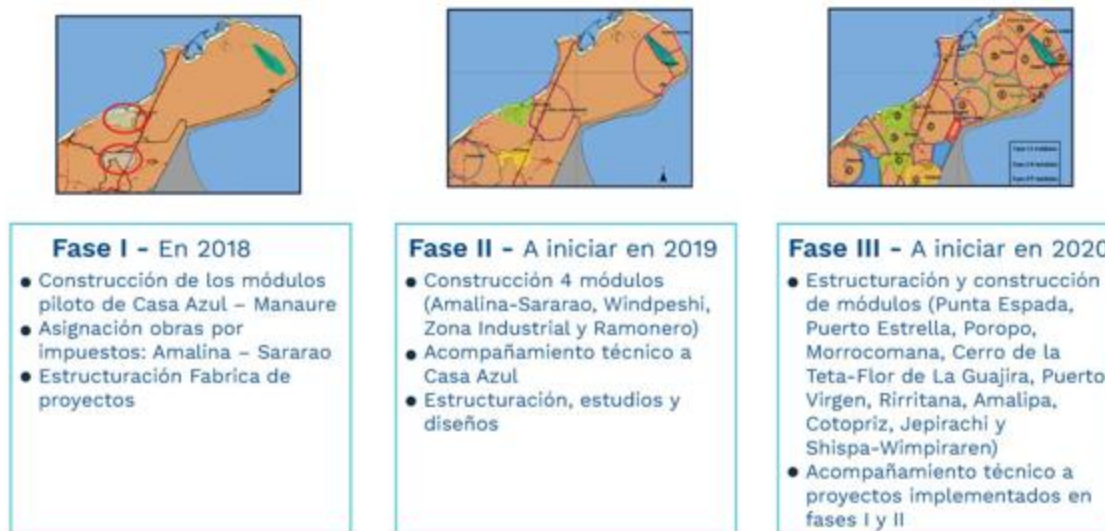 Fase I - En 2018
● Construcción de los módulos
piloto de Casa Azul – Manaure
● Asignación obras por
impuestos: Amalina – Sararao
● Estructuración Fabrica de
proyectos
Fase II - A iniciar en 2019
● Construcción 4 módulos
(Amalina-Sararao, Windpeshi,
Zona Industrial y Ramonero)
● Acompañamiento técnico a
Casa Azul
● Estructuración, estudios y
diseños
Fase III - A iniciar en 2020
● Estructuración y construcción
de módulos (Punta Espada,
Puerto Estrella, Poropo,
Morrocomana, Cerro de la
Teta-Flor de La Guajira, Puerto
Virgen, Rirritana, Amalipa,
Cotopriz, Jepirachi y
Shispa-Wimpiraren)
● Acompañamiento técnico a
proyectos implementados en
fases I y II